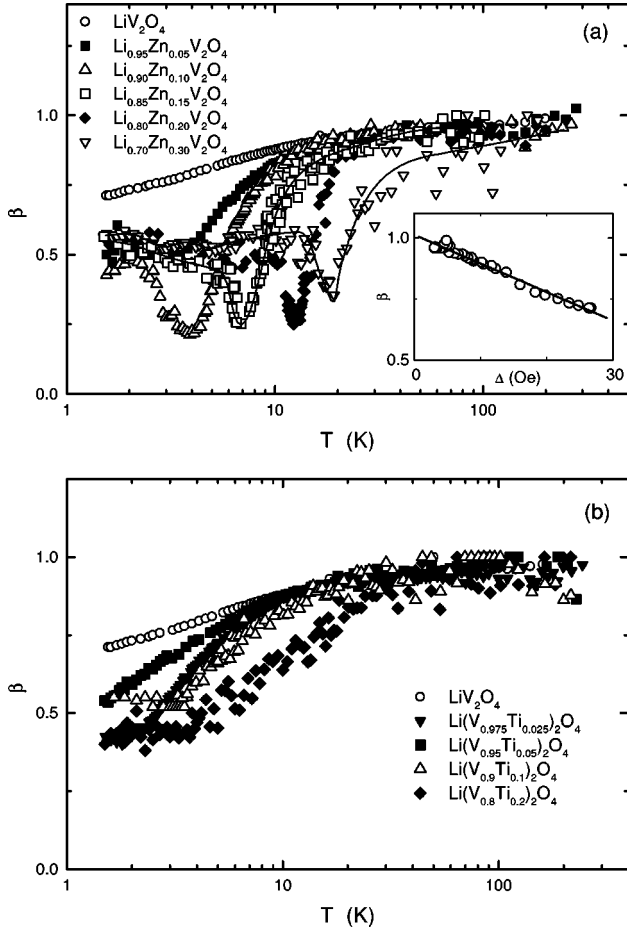 (a)
LiV₂O₄
Li₀.₉₅Zn₀.₀₅V₂O₄
Li₀.₉₀Zn₀.₁₀V₂O₄
Li₀.₈₅Zn₀.₁₅V₂O₄
Li₀.₈₀Zn₀.₂₀V₂O₄
Li₀.₇₀Zn₀.₃₀V₂O₄
1.0
0.5
0.0
β
1 10 100
T (K)
1.0
0.5
β
0 30
Δ (Oe)
(b)
1.0
0.5
0.0
β
LiV₂O₄
Li(V₀.₉₇₅Ti₀.₀₂₅)₂O₄
Li(V₀.₉₅Ti₀.₀₅)₂O₄
Li(V₀.₉Ti₀.₁)₂O₄
Li(V₀.₈Ti₀.₂)₂O₄
1 10 100
T (K)